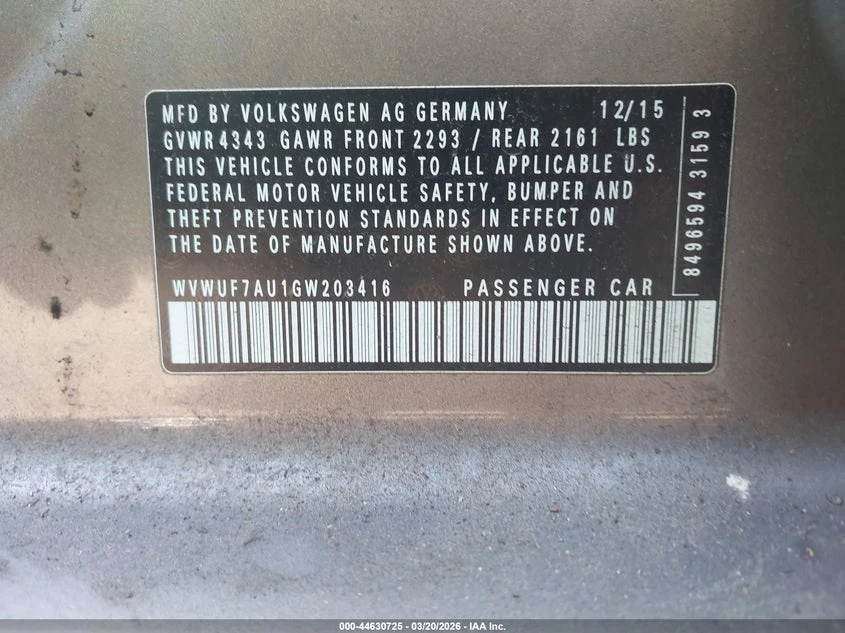 MFD BY VOLKSWAGEN AG GERMANY 12/15
GVWR 4343 GAWR FRONT 2293 / REAR 2161 LBS
THIS VEHICLE CONFORMS TO ALL APPLICABLE U.S.
FEDERAL MOTOR VEHICLE SAFETY, BUMPER AND
THEFT PREVENTION STANDARDS IN EFFECT ON
THE DATE OF MANUFACTURE SHOWN ABOVE.
WVWUF7AU1GW203416 PASSENGER CAR
8496594 3159 3
000-44630725 - 03/20/2026 - IAA Inc.